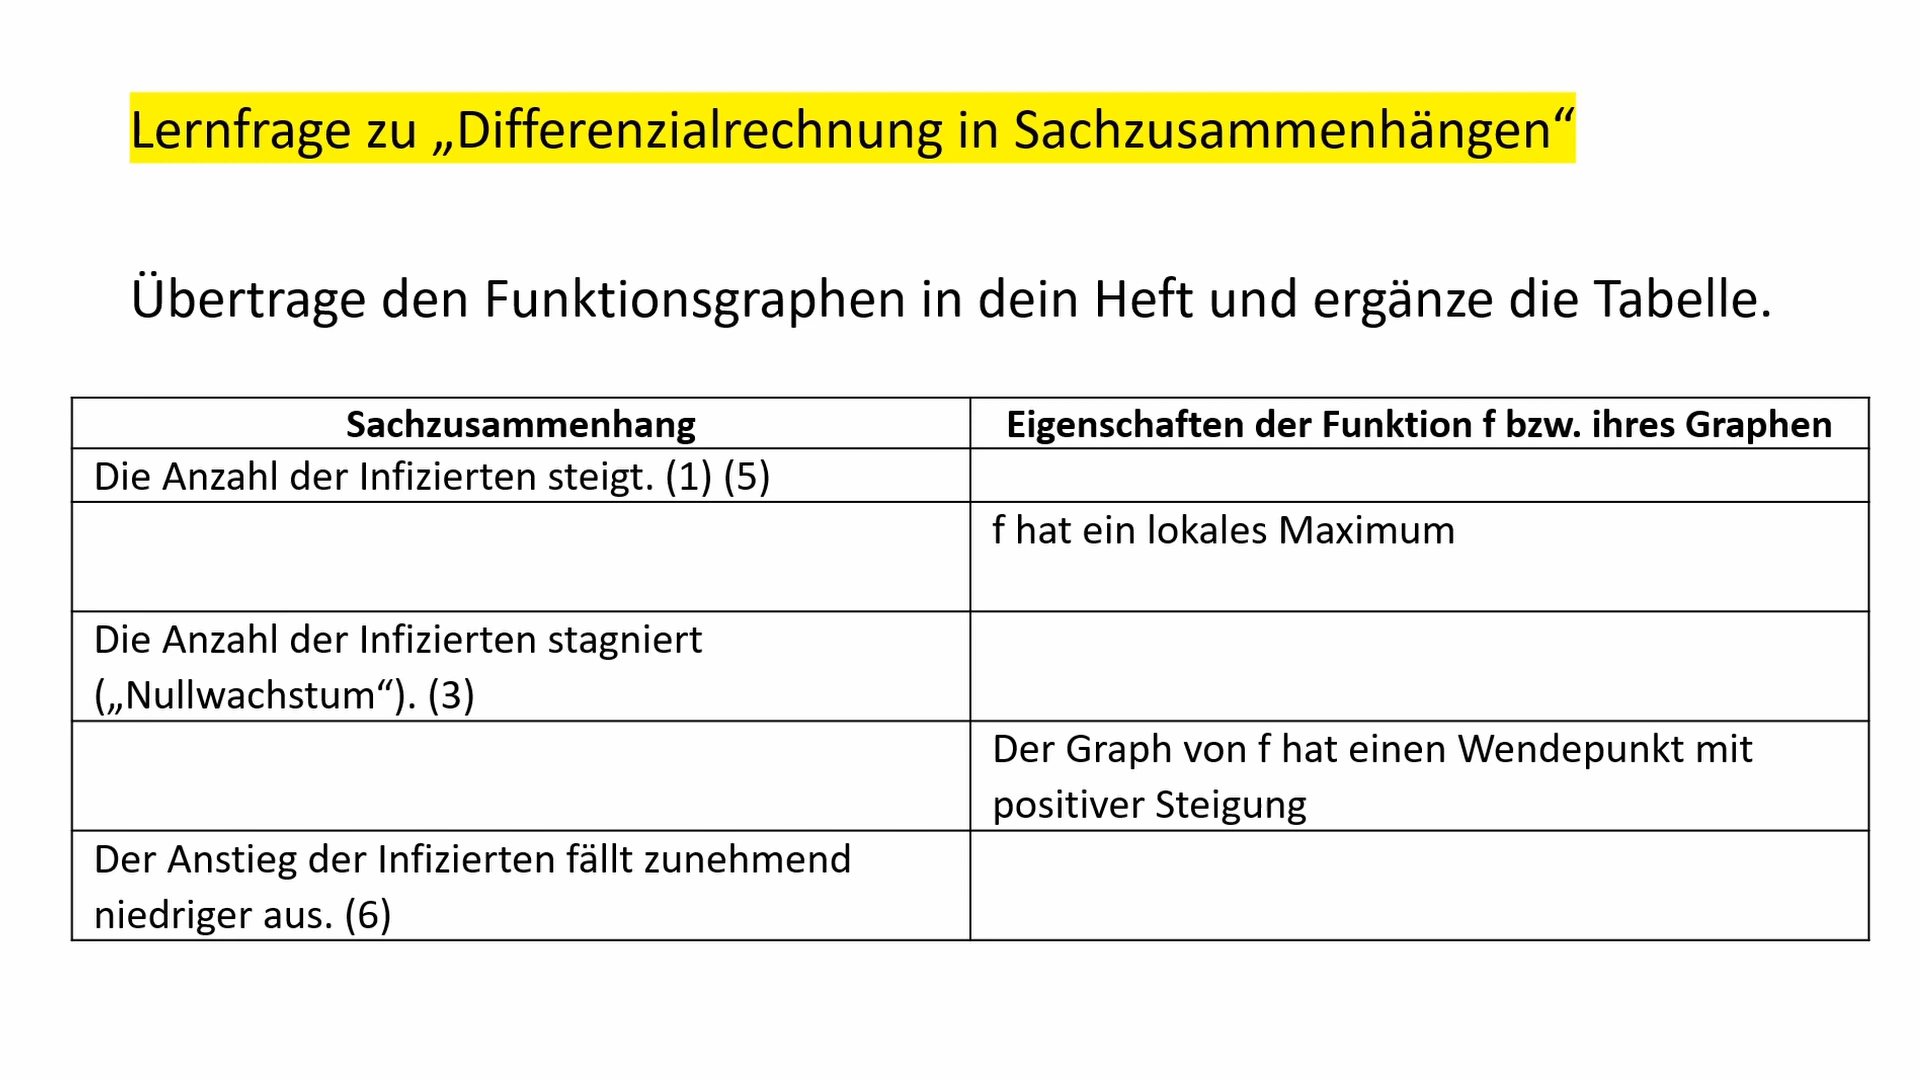 Lernfrage zu „Differenzialrechnung in Sachzusammenhängen“
Übertrage den Funktionsgraphen in dein Heft und ergänze die Tabelle.
Sachzusammenhang
Eigenschaften der Funktion f bzw. ihres Graphen
Die Anzahl der Infizierten steigt. (1) (5)
f hat ein lokales Maximum
Die Anzahl der Infizierten stagniert
(„Nullwachstum“). (3)
Der Graph von f hat einen Wendepunkt mit
positiver Steigung
Der Anstieg der Infizierten fällt zunehmend
niedriger aus. (6)